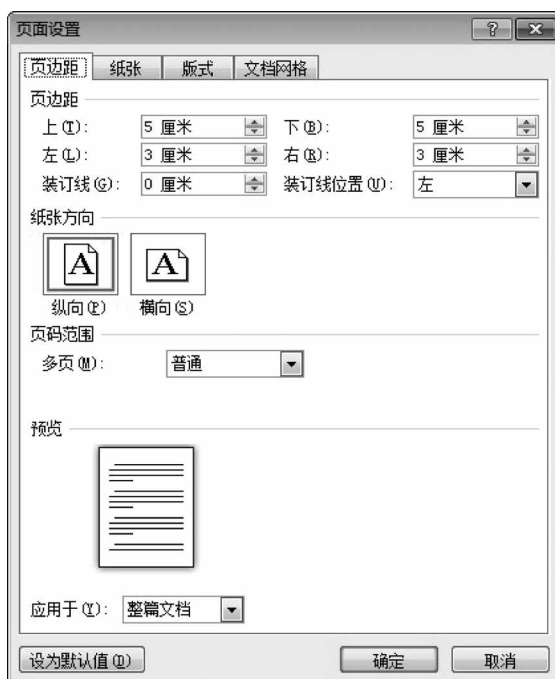 页面设置
页边距 纸张 版式 文档网格
页边距
上(T): 5 厘米 下(B): 5 厘米
左(L): 3 厘米 右(R): 3 厘米
装订线(G): 0 厘米 装订线位置(U): 左
纸张方向
A A
纵向(P) 横向(S)
页码范围
多页(M): 普通
预览
应用于(Y): 整篇文档
设为默认值(D) 确定 取消